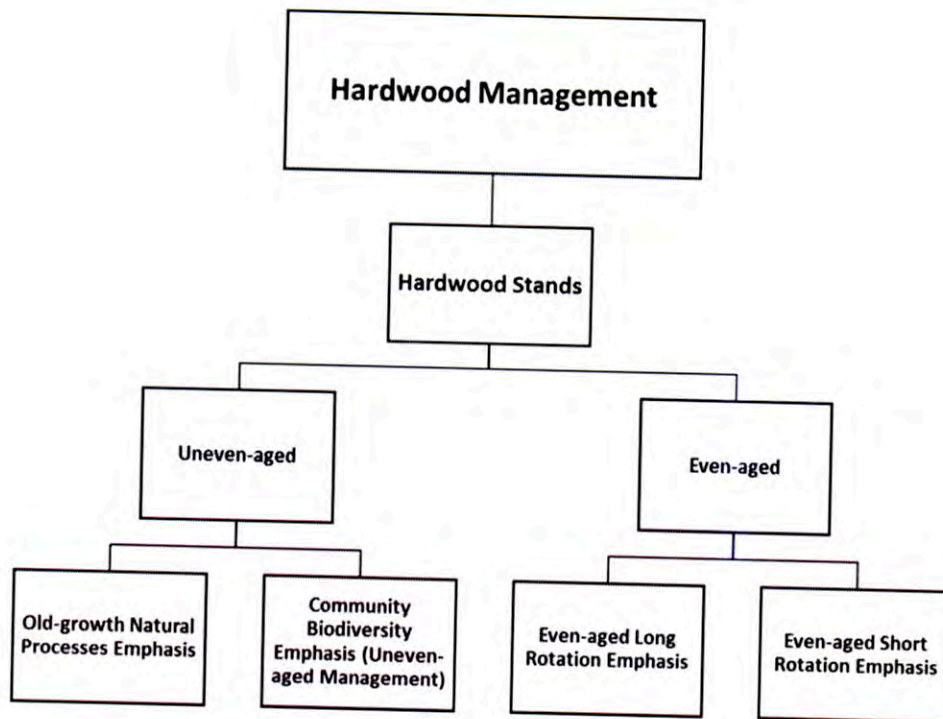 Hardwood Management
Hardwood Stands
Uneven-aged
Even-aged
Old-growth Natural
Processes Emphasis
Community
Biodiversity
Emphasis (Uneven-
aged Management)
Even-aged Long
Rotation Emphasis
Even-aged Short
Rotation Emphasis